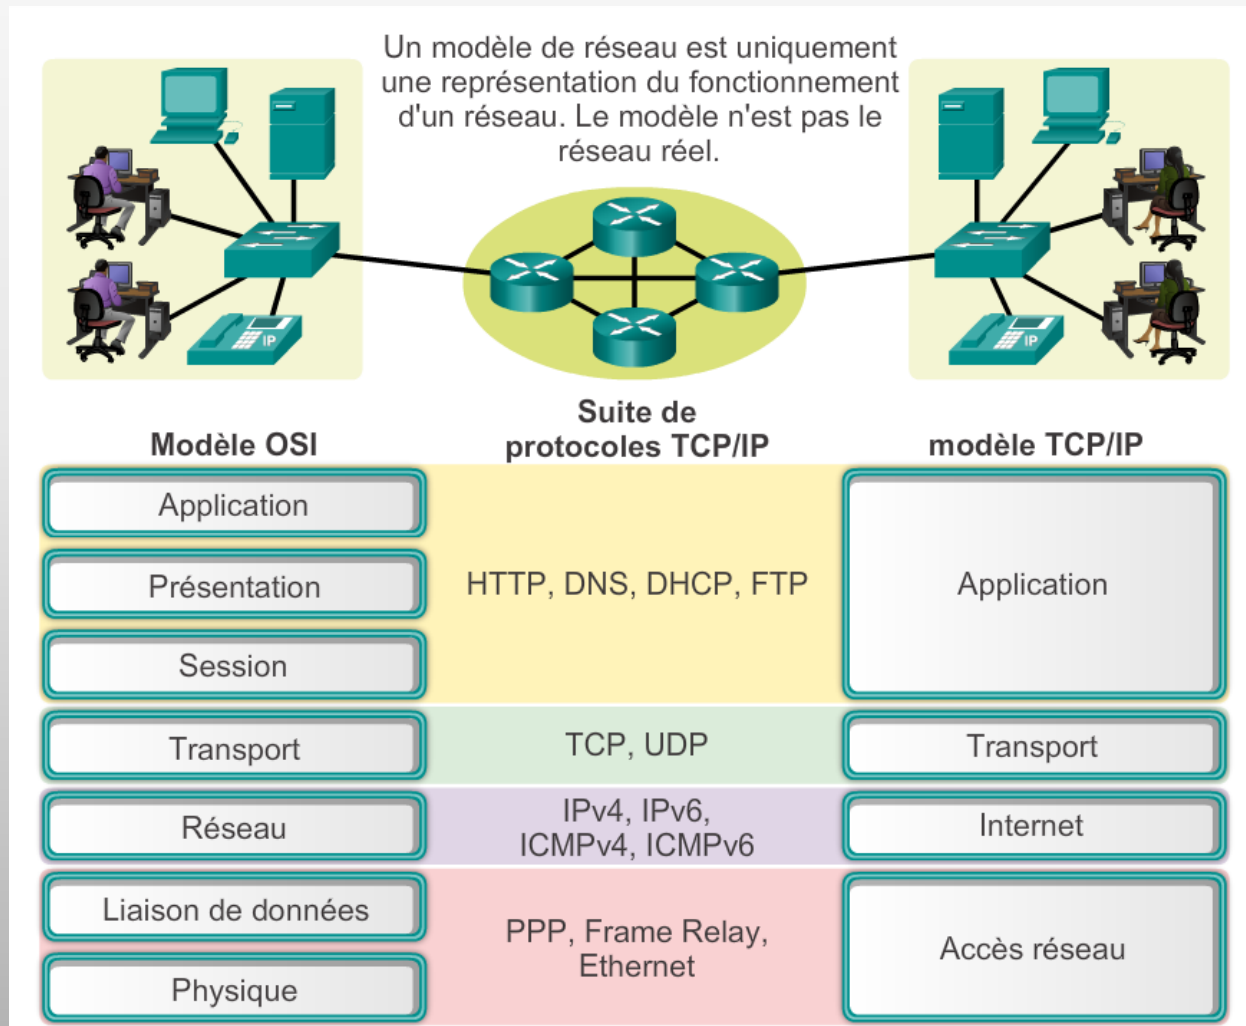 Un modèle de réseau est uniquement
une représentation du fonctionnement
d'un réseau. Le modèle n'est pas le
réseau réel.
IP
IP
Modèle OSI
Suite de
protocoles TCP/IP
modèle TCP/IP
Application
Présentation
Session
HTTP, DNS, DHCP, FTP
Application
Transport
TCP, UDP
Transport
Réseau
IPv4, IPv6,
ICMPv4, ICMPv6
Internet
Liaison de données
Physique
PPP, Frame Relay,
Ethernet
Accès réseau